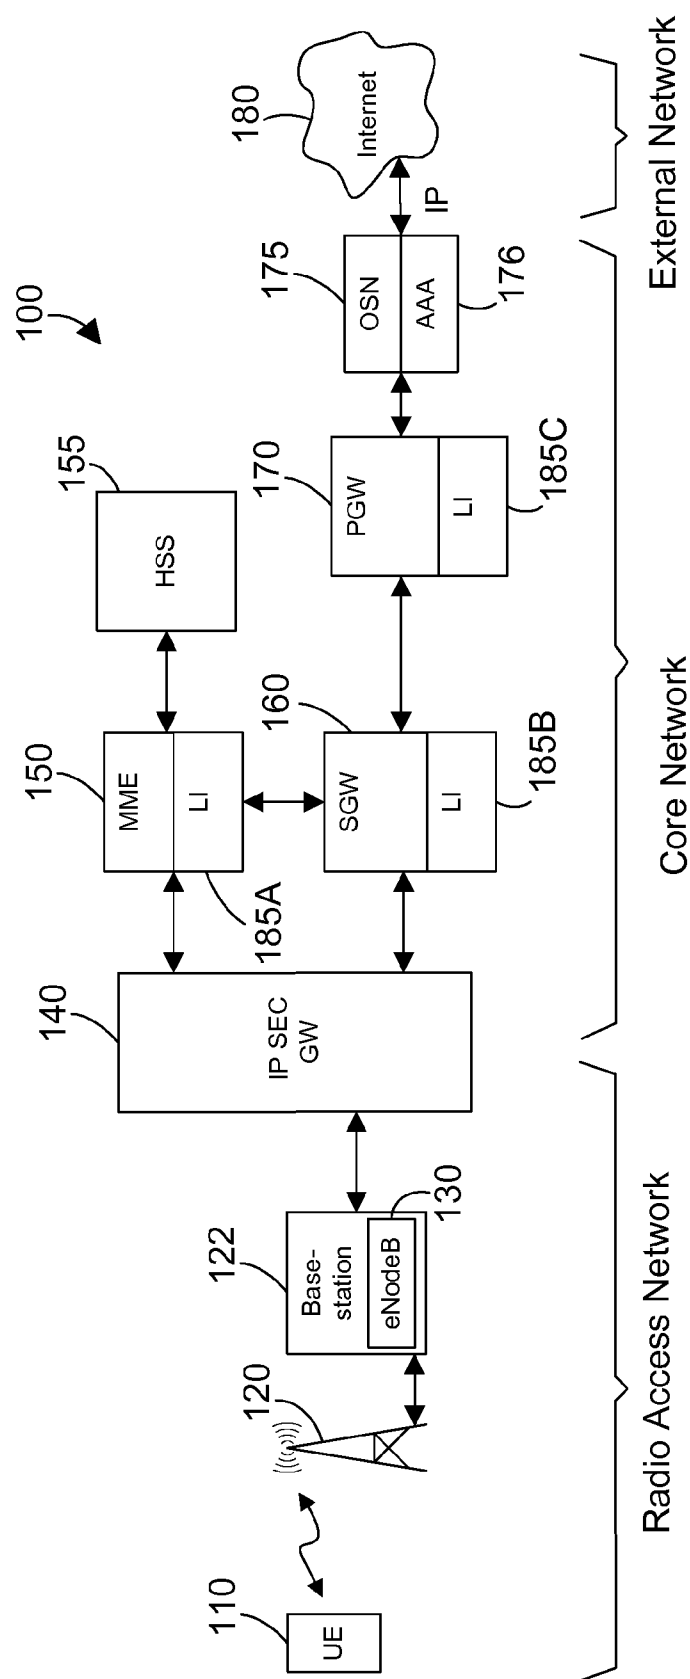 100
110
UE
120
122
Base-
station
eNodeB
130
140
IP SEC
GW
150
MME
LI
185A
155
HSS
160
SGW
LI
185B
170
PGW
LI
185C
175
OSN
AAA
176
IP
180
Internet
Radio Access Network
Core Network
External Network